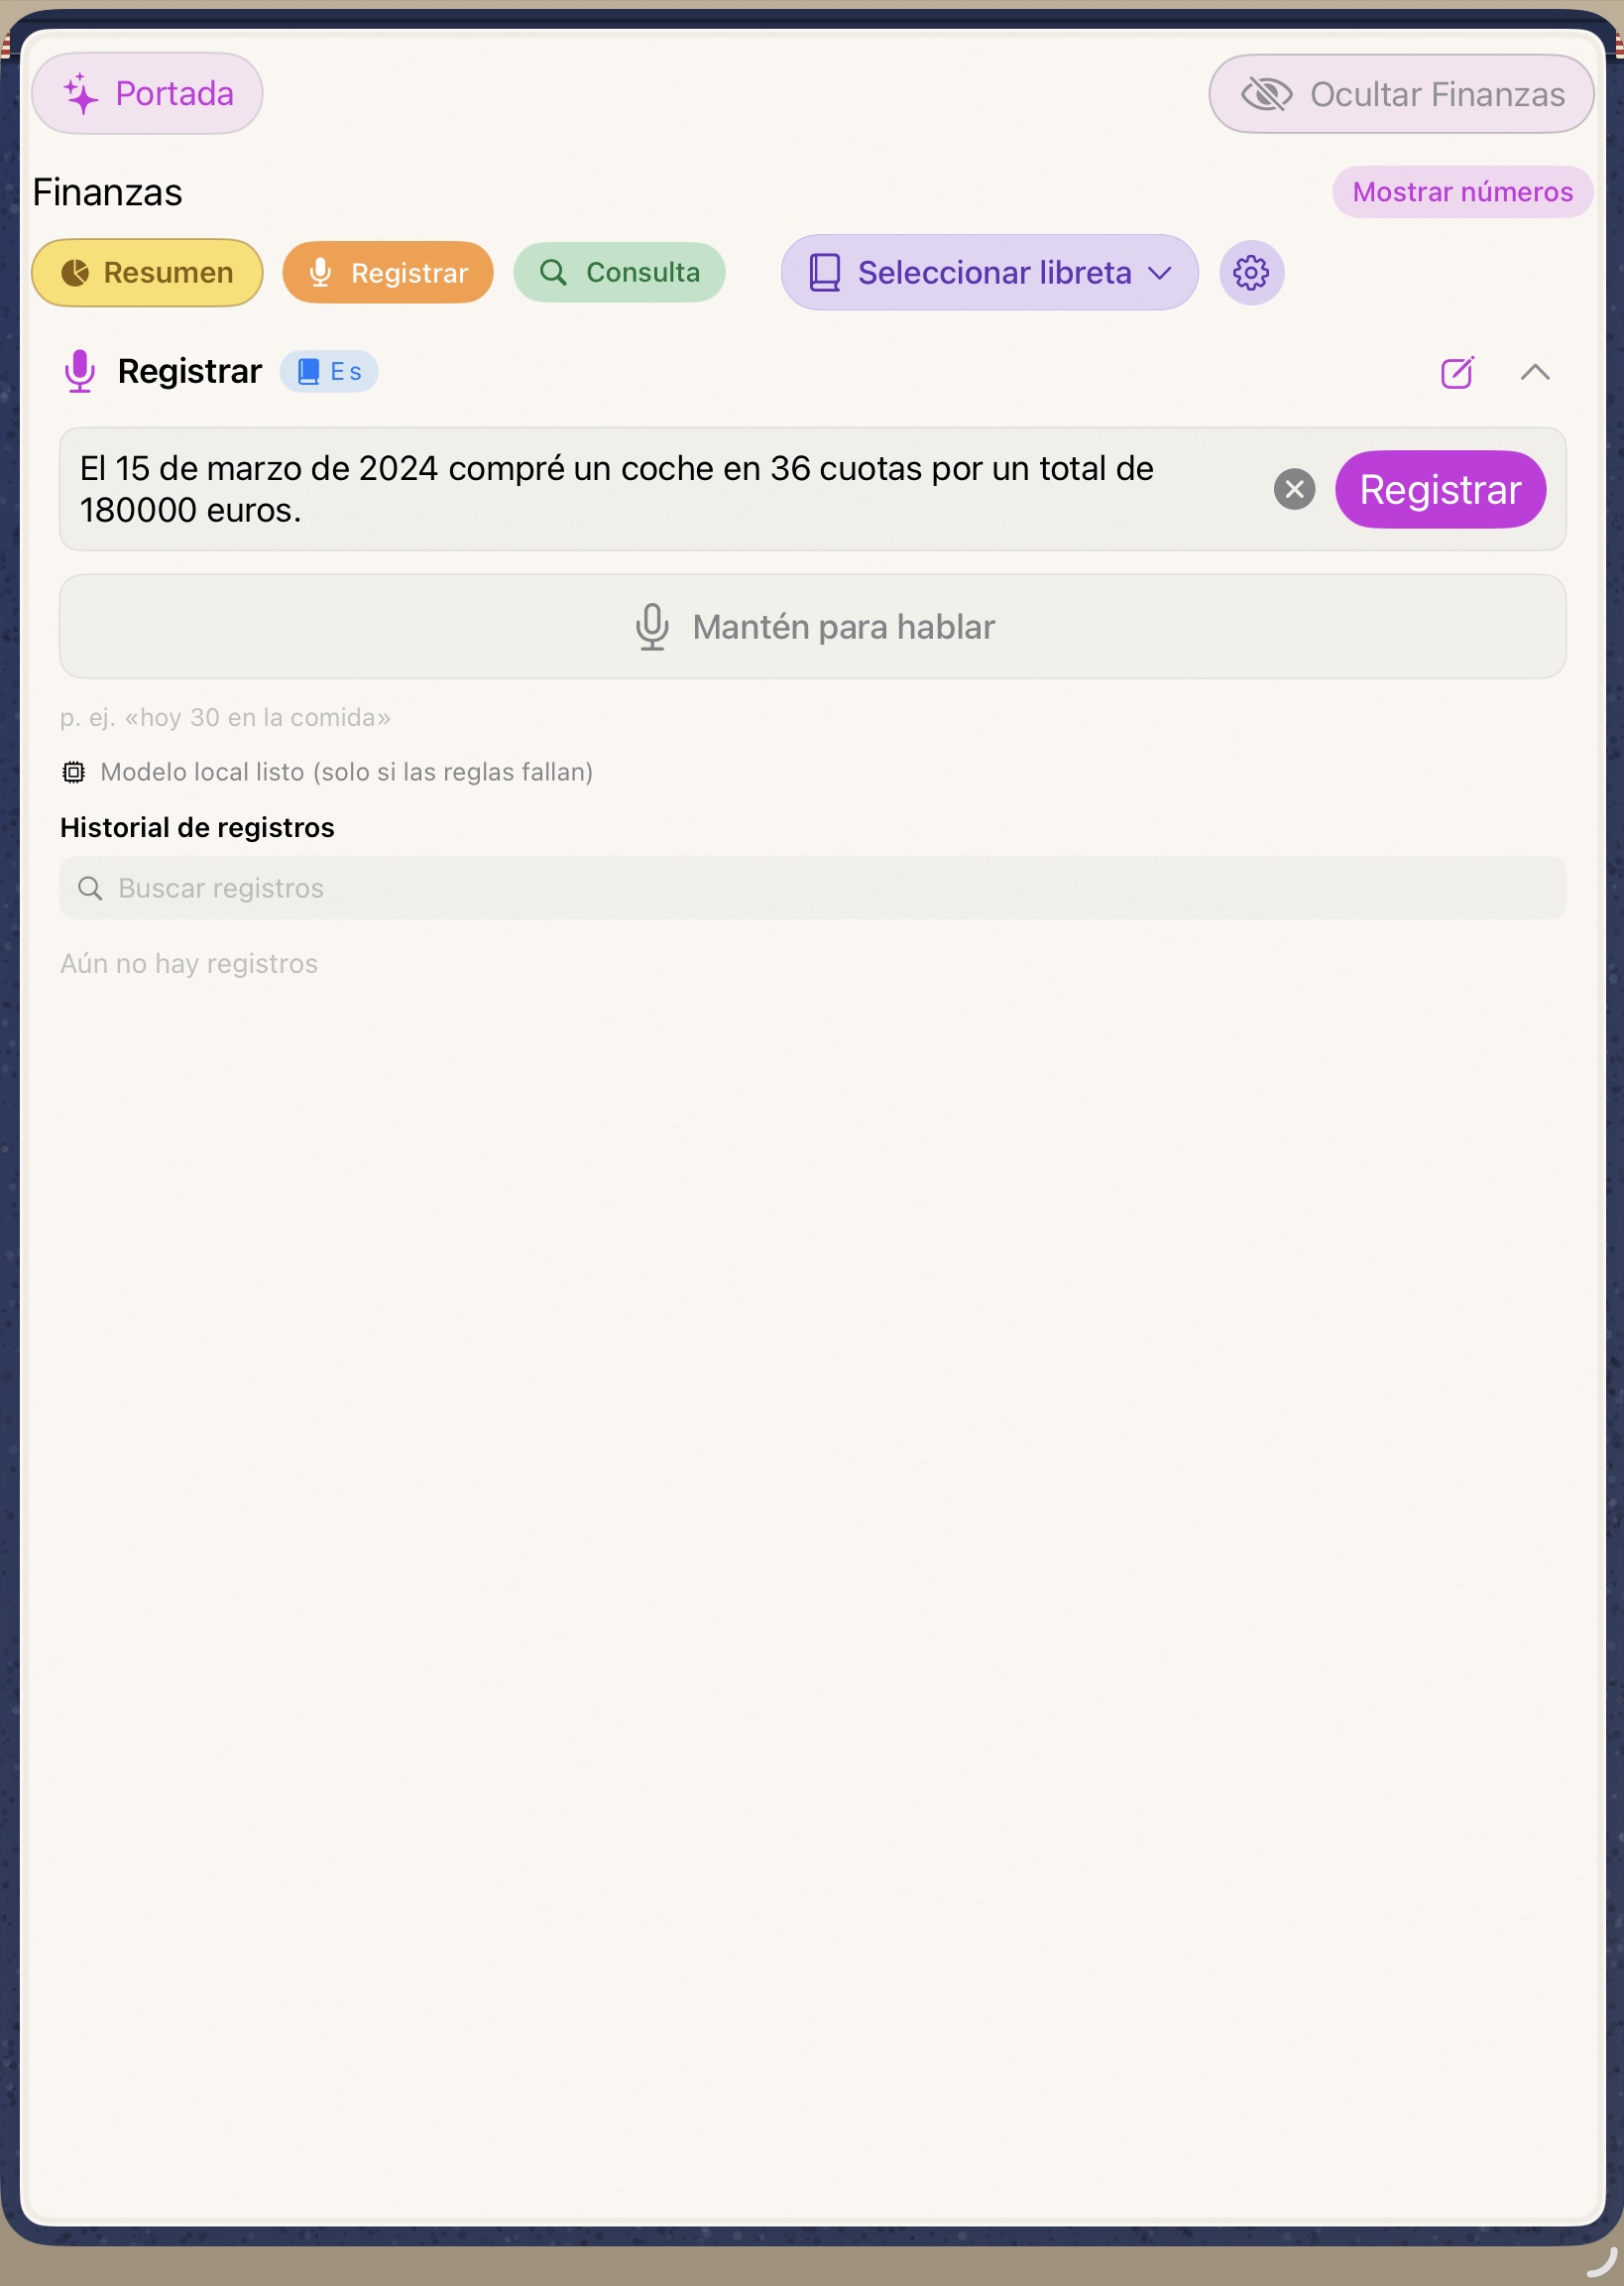 Portada
Ocultar Finanzas
Finanzas
Mostrar números
Resumen
Registrar
Consulta
Seleccionar libreta
Registrar
E s
El 15 de marzo de 2024 compré un coche en 36 cuotas por un total de
180000 euros.
Registrar
Mantén para hablar
p. ej. «hoy 30 en la comida»
Modelo local listo (solo si las reglas fallan)
Historial de registros
Buscar registros
Aún no hay registros